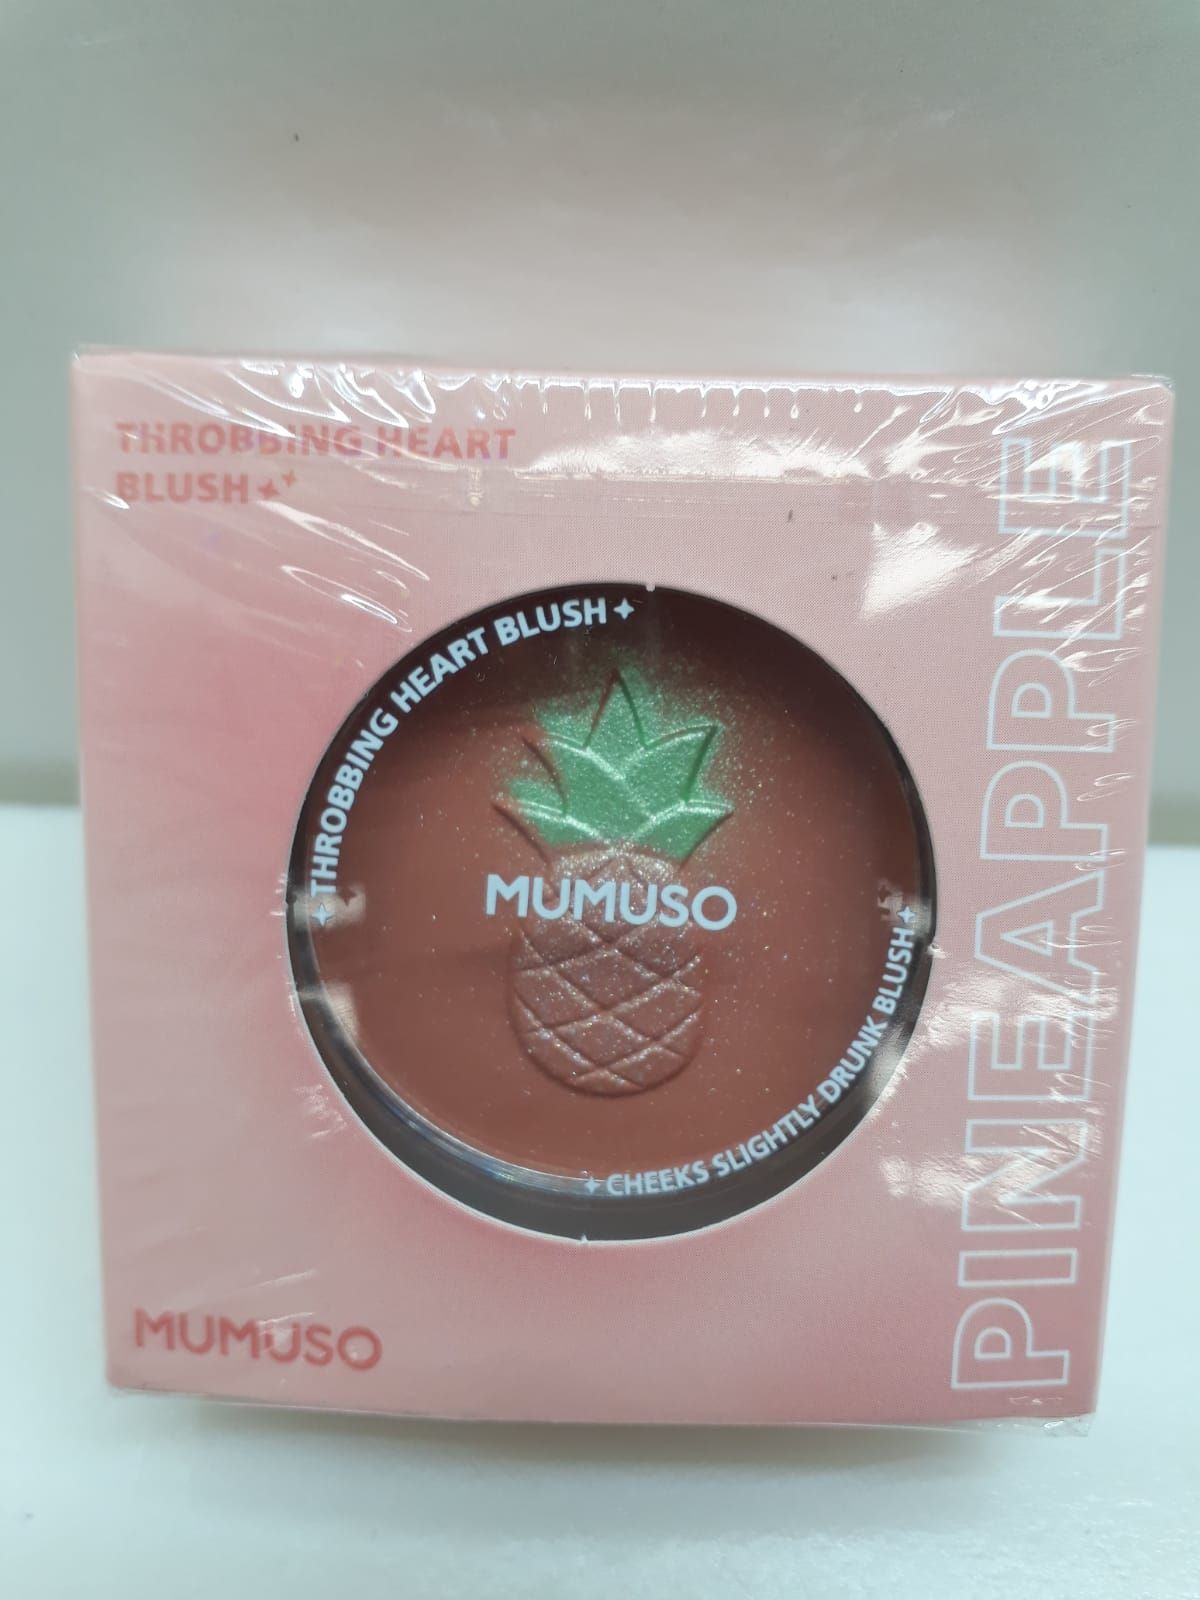 THROBBING HEART
BLUSH
THROBBING HEART BLUSH
MUMUSO
CHEEKS SLIGHTLY DRUNK BLUSH
PINEAPPLE
MUMUSO